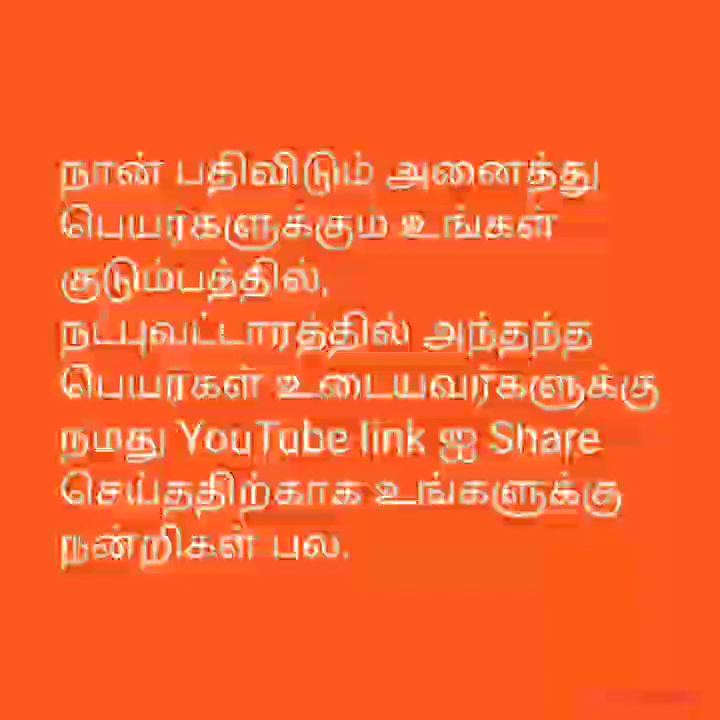 நான் பதிவிடும் அனைத்து
பெயர்களுக்கும் உங்கள்
குடும்பத்தில்,
நட்புவட்டாரத்தில் அந்தந்த
பெயர்கள் உடையவர்களுக்கு
நமது YouTube link ஐ Share
செய்ததிற்காக உங்களுக்கு
நன்றிகள் பல.